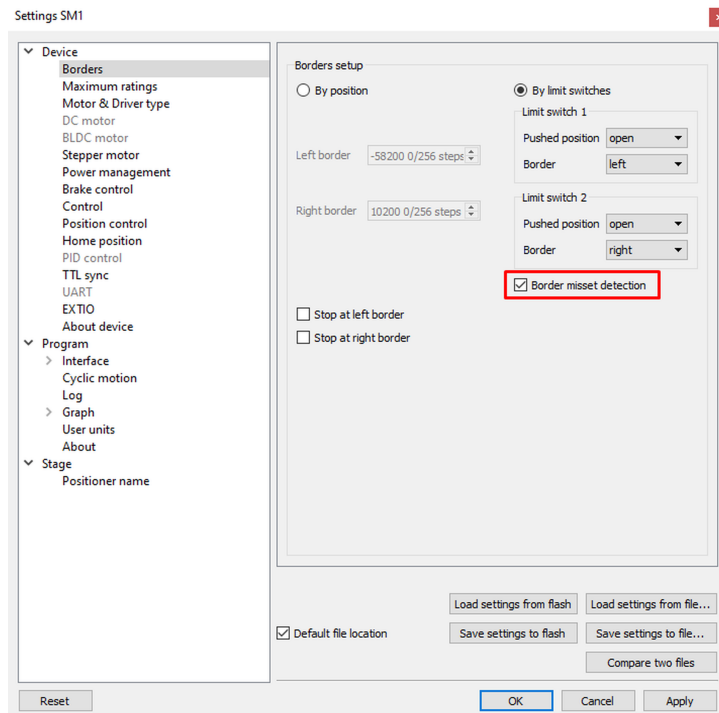 Settings SM1
Device
Borders
Maximum ratings
Motor & Driver type
DC motor
BLDC motor
Stepper motor
Power management
Brake control
Control
Position control
Home position
PID control
TTL sync
UART
EXTIO
About device
Program
Interface
Cyclic motion
Log
Graph
User units
About
Stage
Positioner name
Borders setup
By position
By limit switches
Limit switch 1
Pushed position open
Border left
Left border -58200 0/256 steps
Limit switch 2
Right border 10200 0/256 steps
Pushed position open
Border right
Border misset detection
Stop at left border
Stop at right border
Load settings from flash Load settings from file...
Default file location Save settings to flash Save settings to file...
Compare two files
Reset OK Cancel Apply